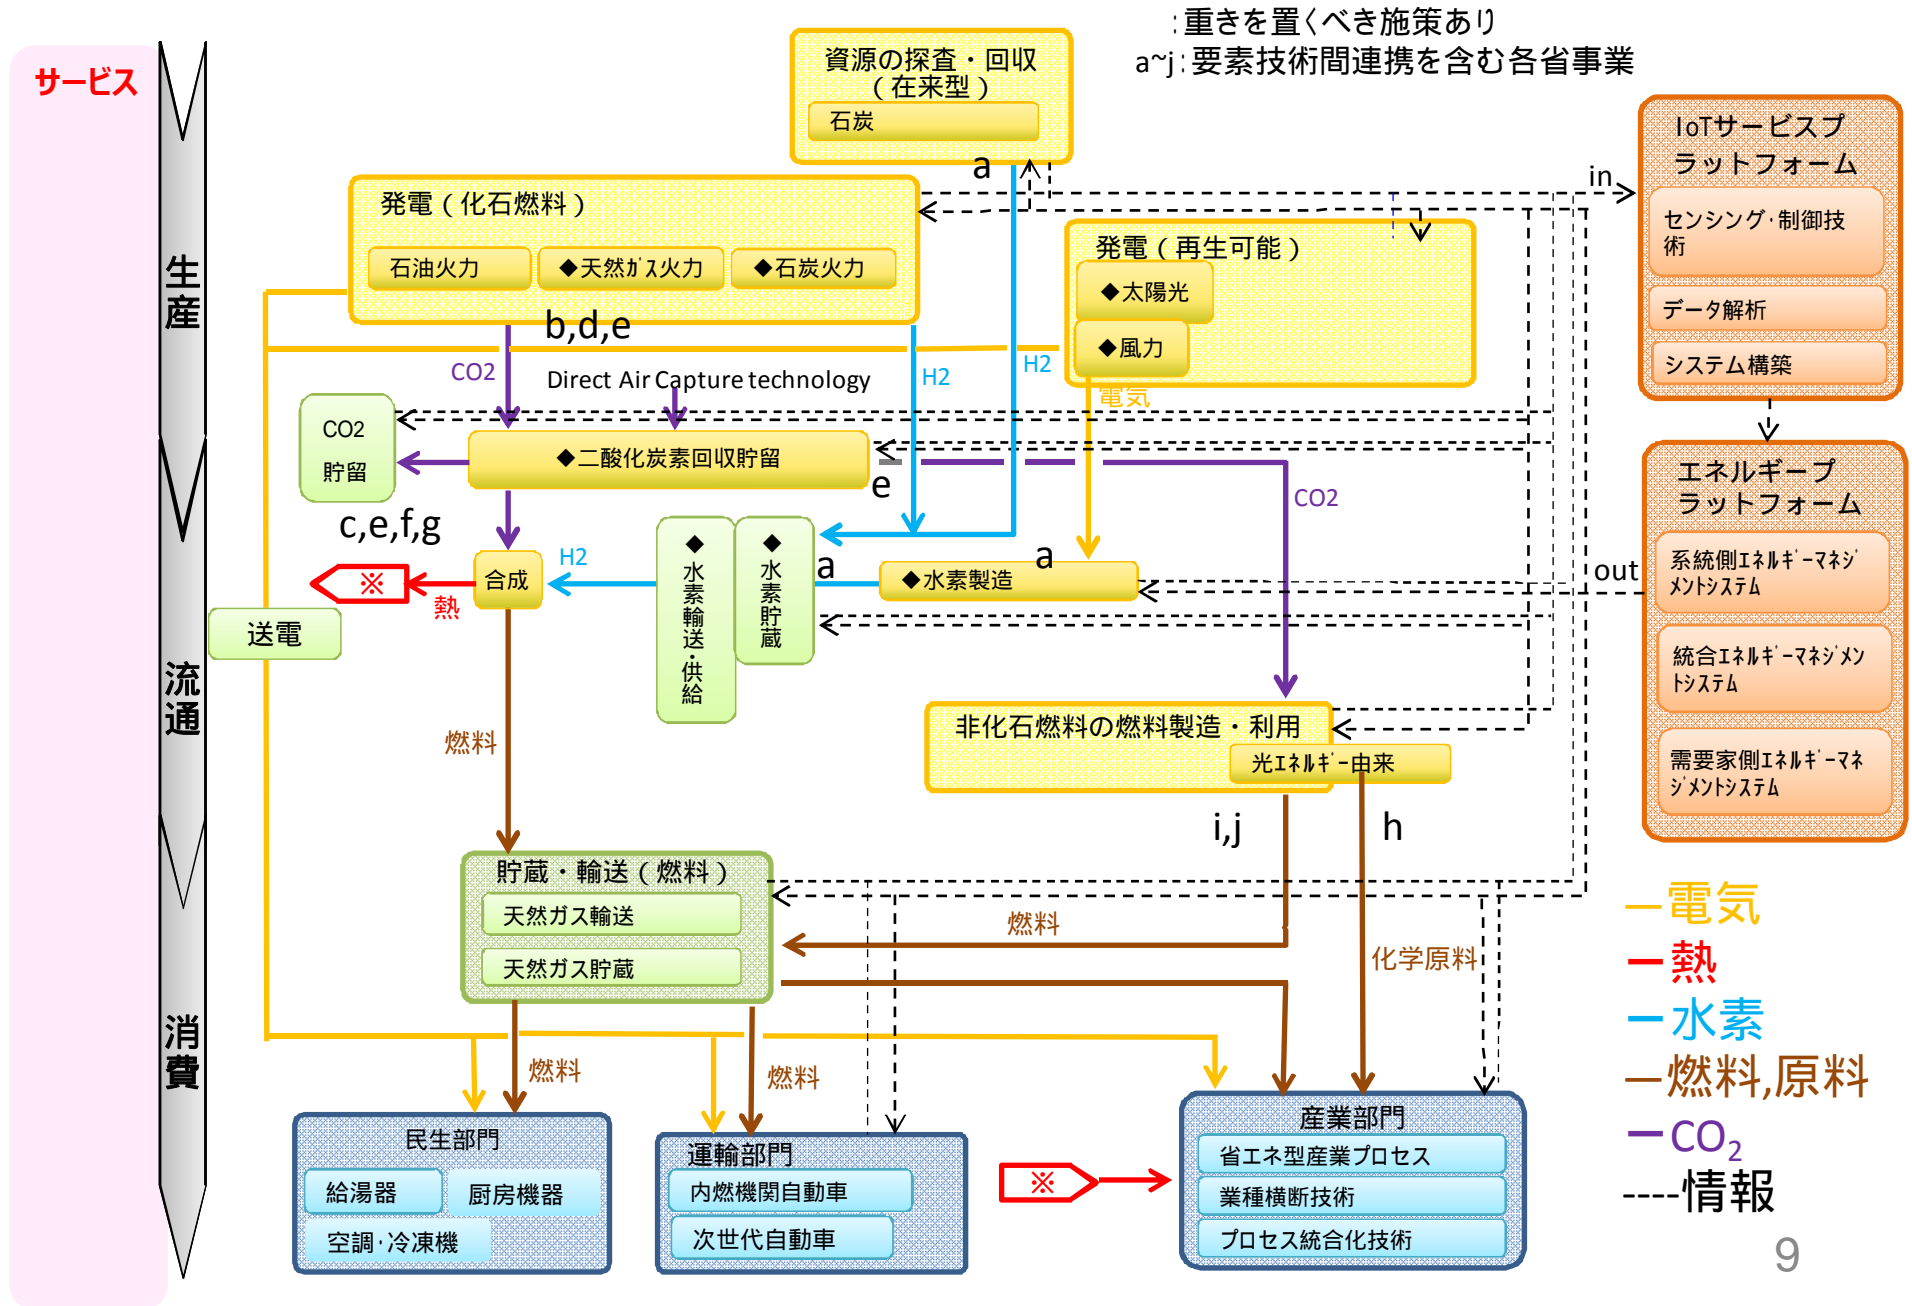 :重きを置くべき施策あり
a~j:要素技術間連携を含む各省事業
サービス
生産
流通
消費
資源の探査・回収
(在来型)
石炭
a
発電(化石燃料)
石油火力
◆天然ガス火力
◆石炭火力
b,d,e
発電(再生可能)
◆太陽光
◆風力
電気
in
IoTサービスプ
ラットフォーム
センシング・制御技
術
データ解析
システム構築
CO2
Direct Air Capture technology
H2
H2
CO2
貯留
◆二酸化炭素回収貯留
e
CO2
c,e,f,g
エネルギープ
ラットフォーム
系統側エネルギーマネジ
メントシステム
統合エネルギーマネジメン
トシステム
需要家側エネルギーマネ
ジメントシステム
out
※
熱
合成
H2
◆水素輸送・供給
◆水素貯蔵
a
◆水素製造
a
送電
燃料
非化石燃料の燃料製造・利用
光エネルギー由来
i,j
h
貯蔵・輸送(燃料)
天然ガス輸送
天然ガス貯蔵
燃料
化学原料
燃料
燃料
民生部門
給湯器
厨房機器
空調・冷凍機
運輸部門
内燃機関自動車
次世代自動車
※
産業部門
省エネ型産業プロセス
業種横断技術
プロセス統合化技術
電気
熱
水素
燃料,原料
CO2
----情報
9